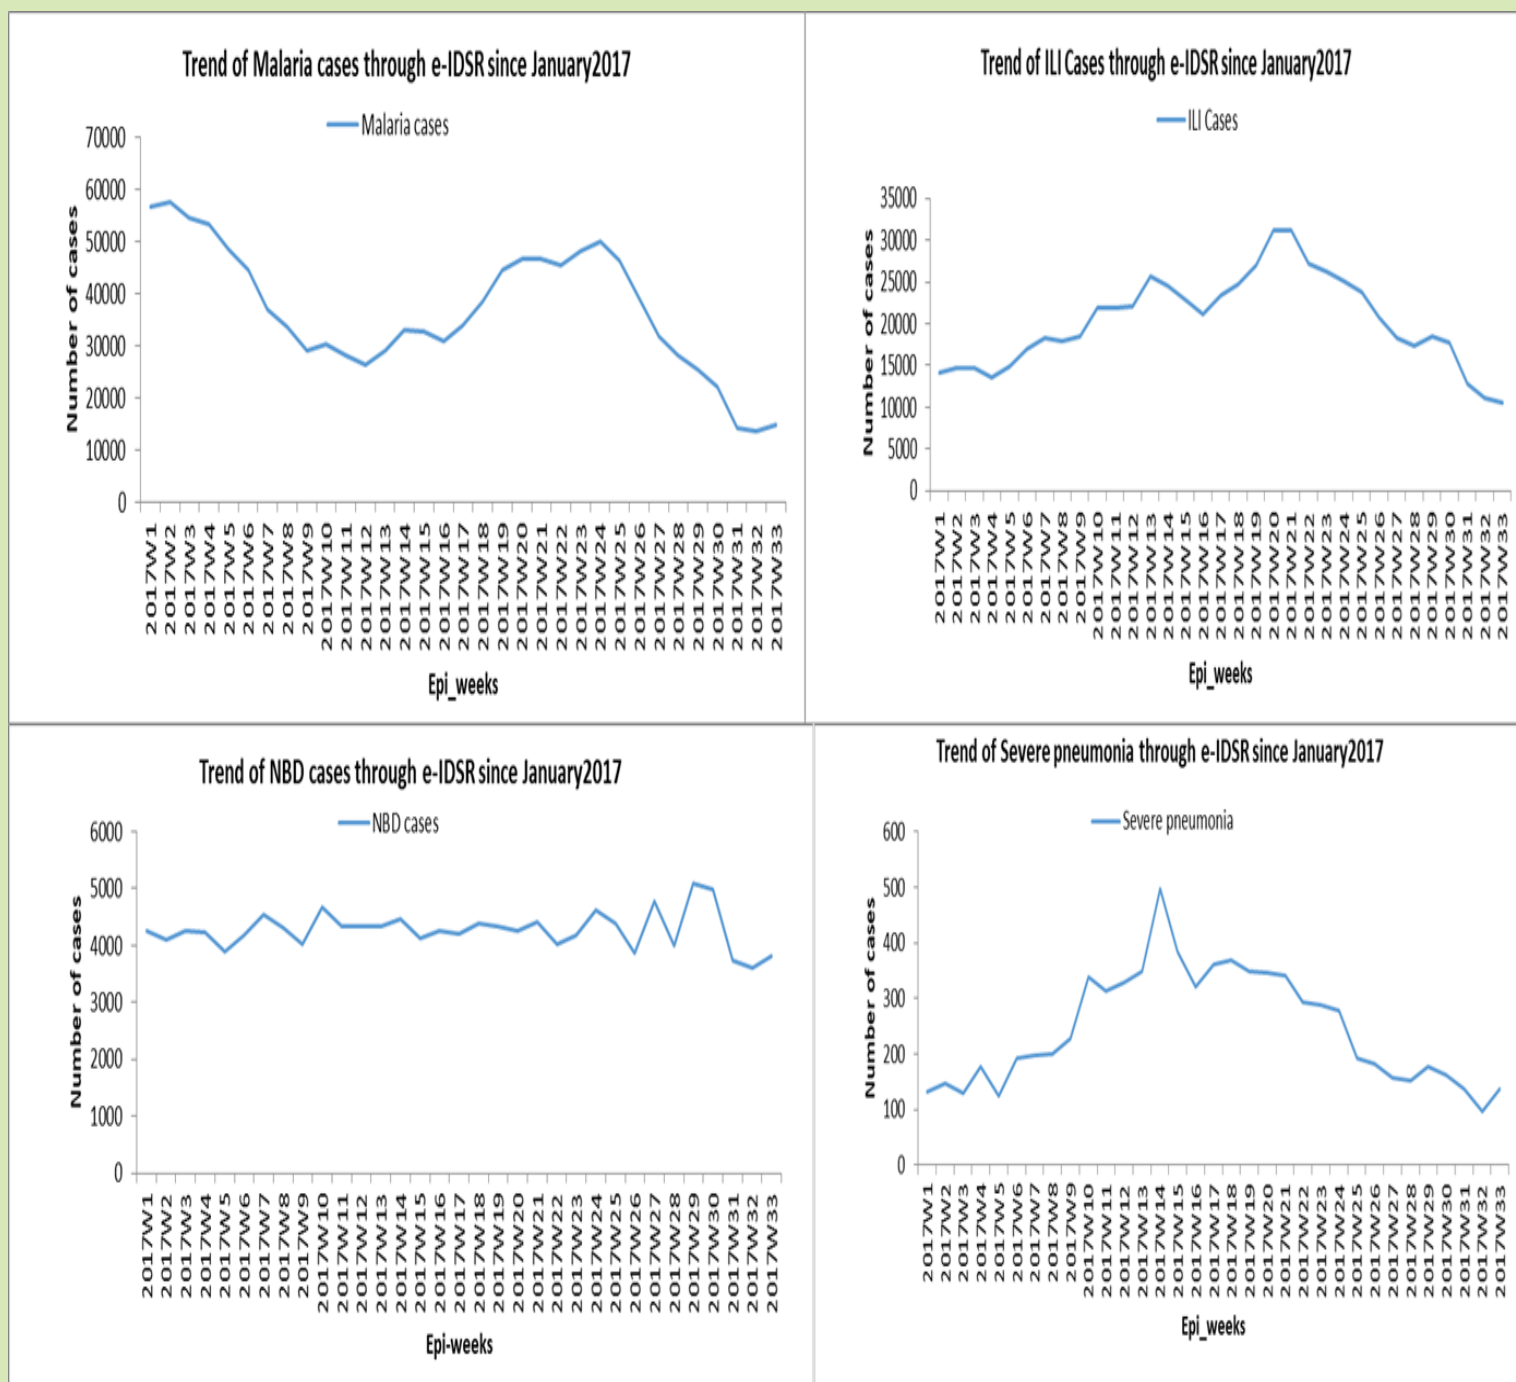 Trend of Malaria cases through e-IDSR since January2017
Malaria cases
70000
60000
50000
40000
30000
20000
10000
0
Number of cases
2017W1
2017W2
2017W3
2017W4
2017W5
2017W6
2017W7
2017W8
2017W9
2017W10
2017W11
2017W12
2017W13
2017W14
2017W15
2017W16
2017W17
2017W18
2017W19
2017W20
2017W21
2017W22
2017W23
2017W24
2017W25
2017W26
2017W27
2017W28
2017W29
2017W30
2017W31
2017W32
2017W33
Epi_weeks
Trend of ILI Cases through e-IDSR since January2017
ILI Cases
35000
30000
25000
20000
15000
10000
5000
0
Number of cases
2017W1
2017W2
2017W3
2017W4
2017W5
2017W6
2017W7
2017W8
2017W9
2017W10
2017W11
2017W12
2017W13
2017W14
2017W15
2017W16
2017W17
2017W18
2017W19
2017W20
2017W21
2017W22
2017W23
2017W24
2017W25
2017W26
2017W27
2017W28
2017W29
2017W30
2017W31
2017W32
2017W33
Epi_weeks
Trend of NBD cases through e-IDSR since January2017
NBD cases
6000
5000
4000
3000
2000
1000
0
Number of cases
2017W1
2017W2
2017W3
2017W4
2017W5
2017W6
2017W7
2017W8
2017W9
2017W10
2017W11
2017W12
2017W13
2017W14
2017W15
2017W16
2017W17
2017W18
2017W19
2017W20
2017W21
2017W22
2017W23
2017W24
2017W25
2017W26
2017W27
2017W28
2017W29
2017W30
2017W31
2017W32
2017W33
Epi-weeks
Trend of Severe pneumonia through e-IDSR since January2017
Severe pneumonia
600
500
400
300
200
100
0
Number of cases
2017W1
2017W2
2017W3
2017W4
2017W5
2017W6
2017W7
2017W8
2017W9
2017W10
2017W11
2017W12
2017W13
2017W14
2017W15
2017W16
2017W17
2017W18
2017W19
2017W20
2017W21
2017W22
2017W23
2017W24
2017W25
2017W26
2017W27
2017W28
2017W29
2017W30
2017W31
2017W32
2017W33
Epi_weeks